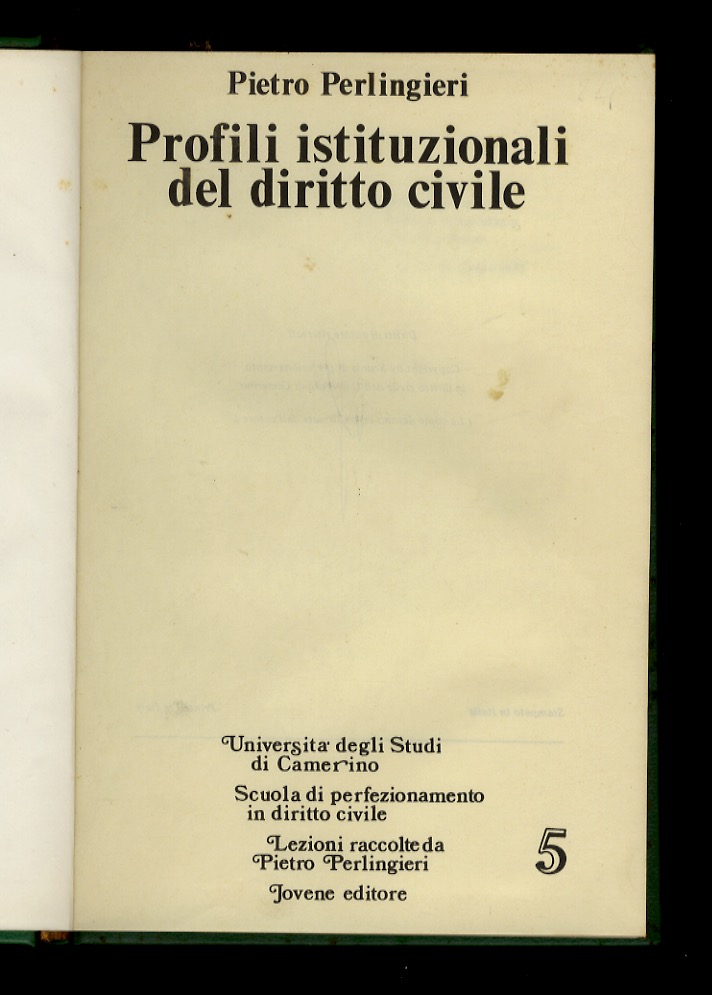 Pietro Perlingieri
Profili istituzionali
del diritto civile
Università degli Studi
di Camerino
Scuola di perfezionamento
in diritto civile
Lezioni raccolte da
Pietro Perlingieri
5
Jovene editore